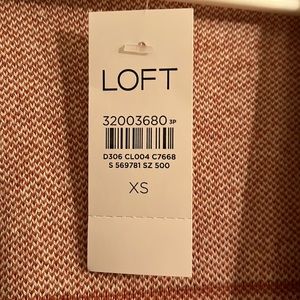 LOFT
32003680 3P
D306 CL004 C7668
S 569781 SZ 500
XS